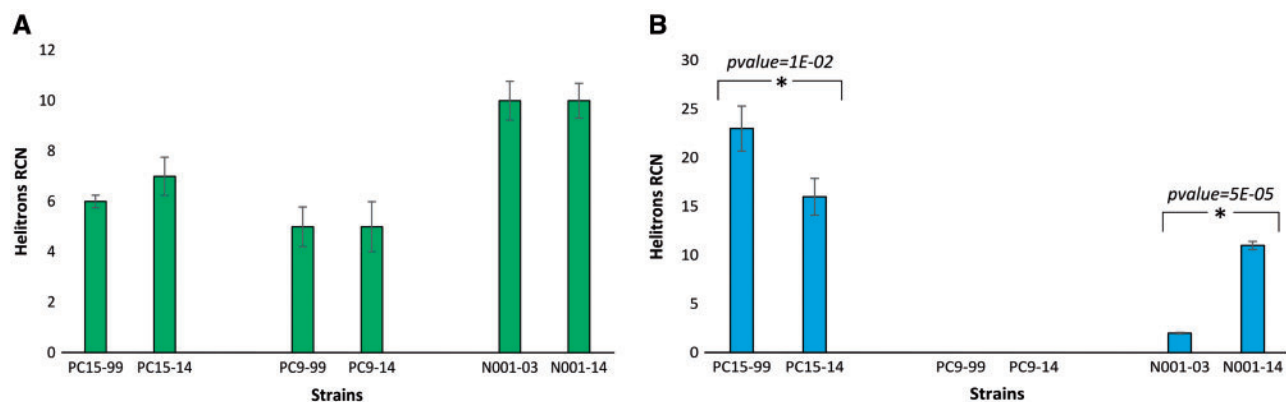 A
12
10
8
6
4
2
0
Helitrons RCN
PC15-99 PC15-14 PC9-99 PC9-14 N001-03 N001-14
Strains
B
30
25
20
15
10
5
0
Helitrons RCN
pvalue=1E-02
*
pvalue=5E-05
*
PC15-99 PC15-14 PC9-99 PC9-14 N001-03 N001-14
Strains